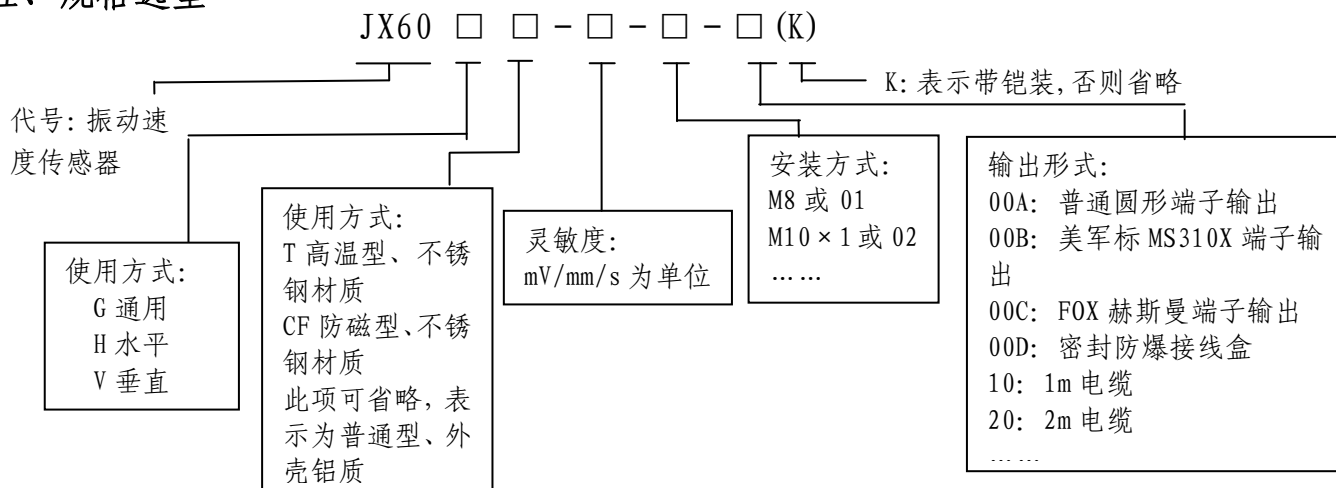 JX60 □ □ - □ - □ - □ (K)
K: 表示带铠装,否则省略
代号: 振动速
度传感器
使用方式:
G 通用
H 水平
V 垂直
使用方式:
T 高温型、不锈
钢材质
CF 防磁型、不锈
钢材质
此项可省略, 表
示为普通型、外
壳铝质
灵敏度:
mV/mm/s 为单位
安装方式:
M8 或 01
M10×1 或 02
……
输出形式:
00A: 普通圆形端子输出
00B: 美军标 MS310X 端子输
出
00C: FOX 赫斯曼端子输出
00D: 密封防爆接线盒
10: 1m 电缆
20: 2m 电缆
……